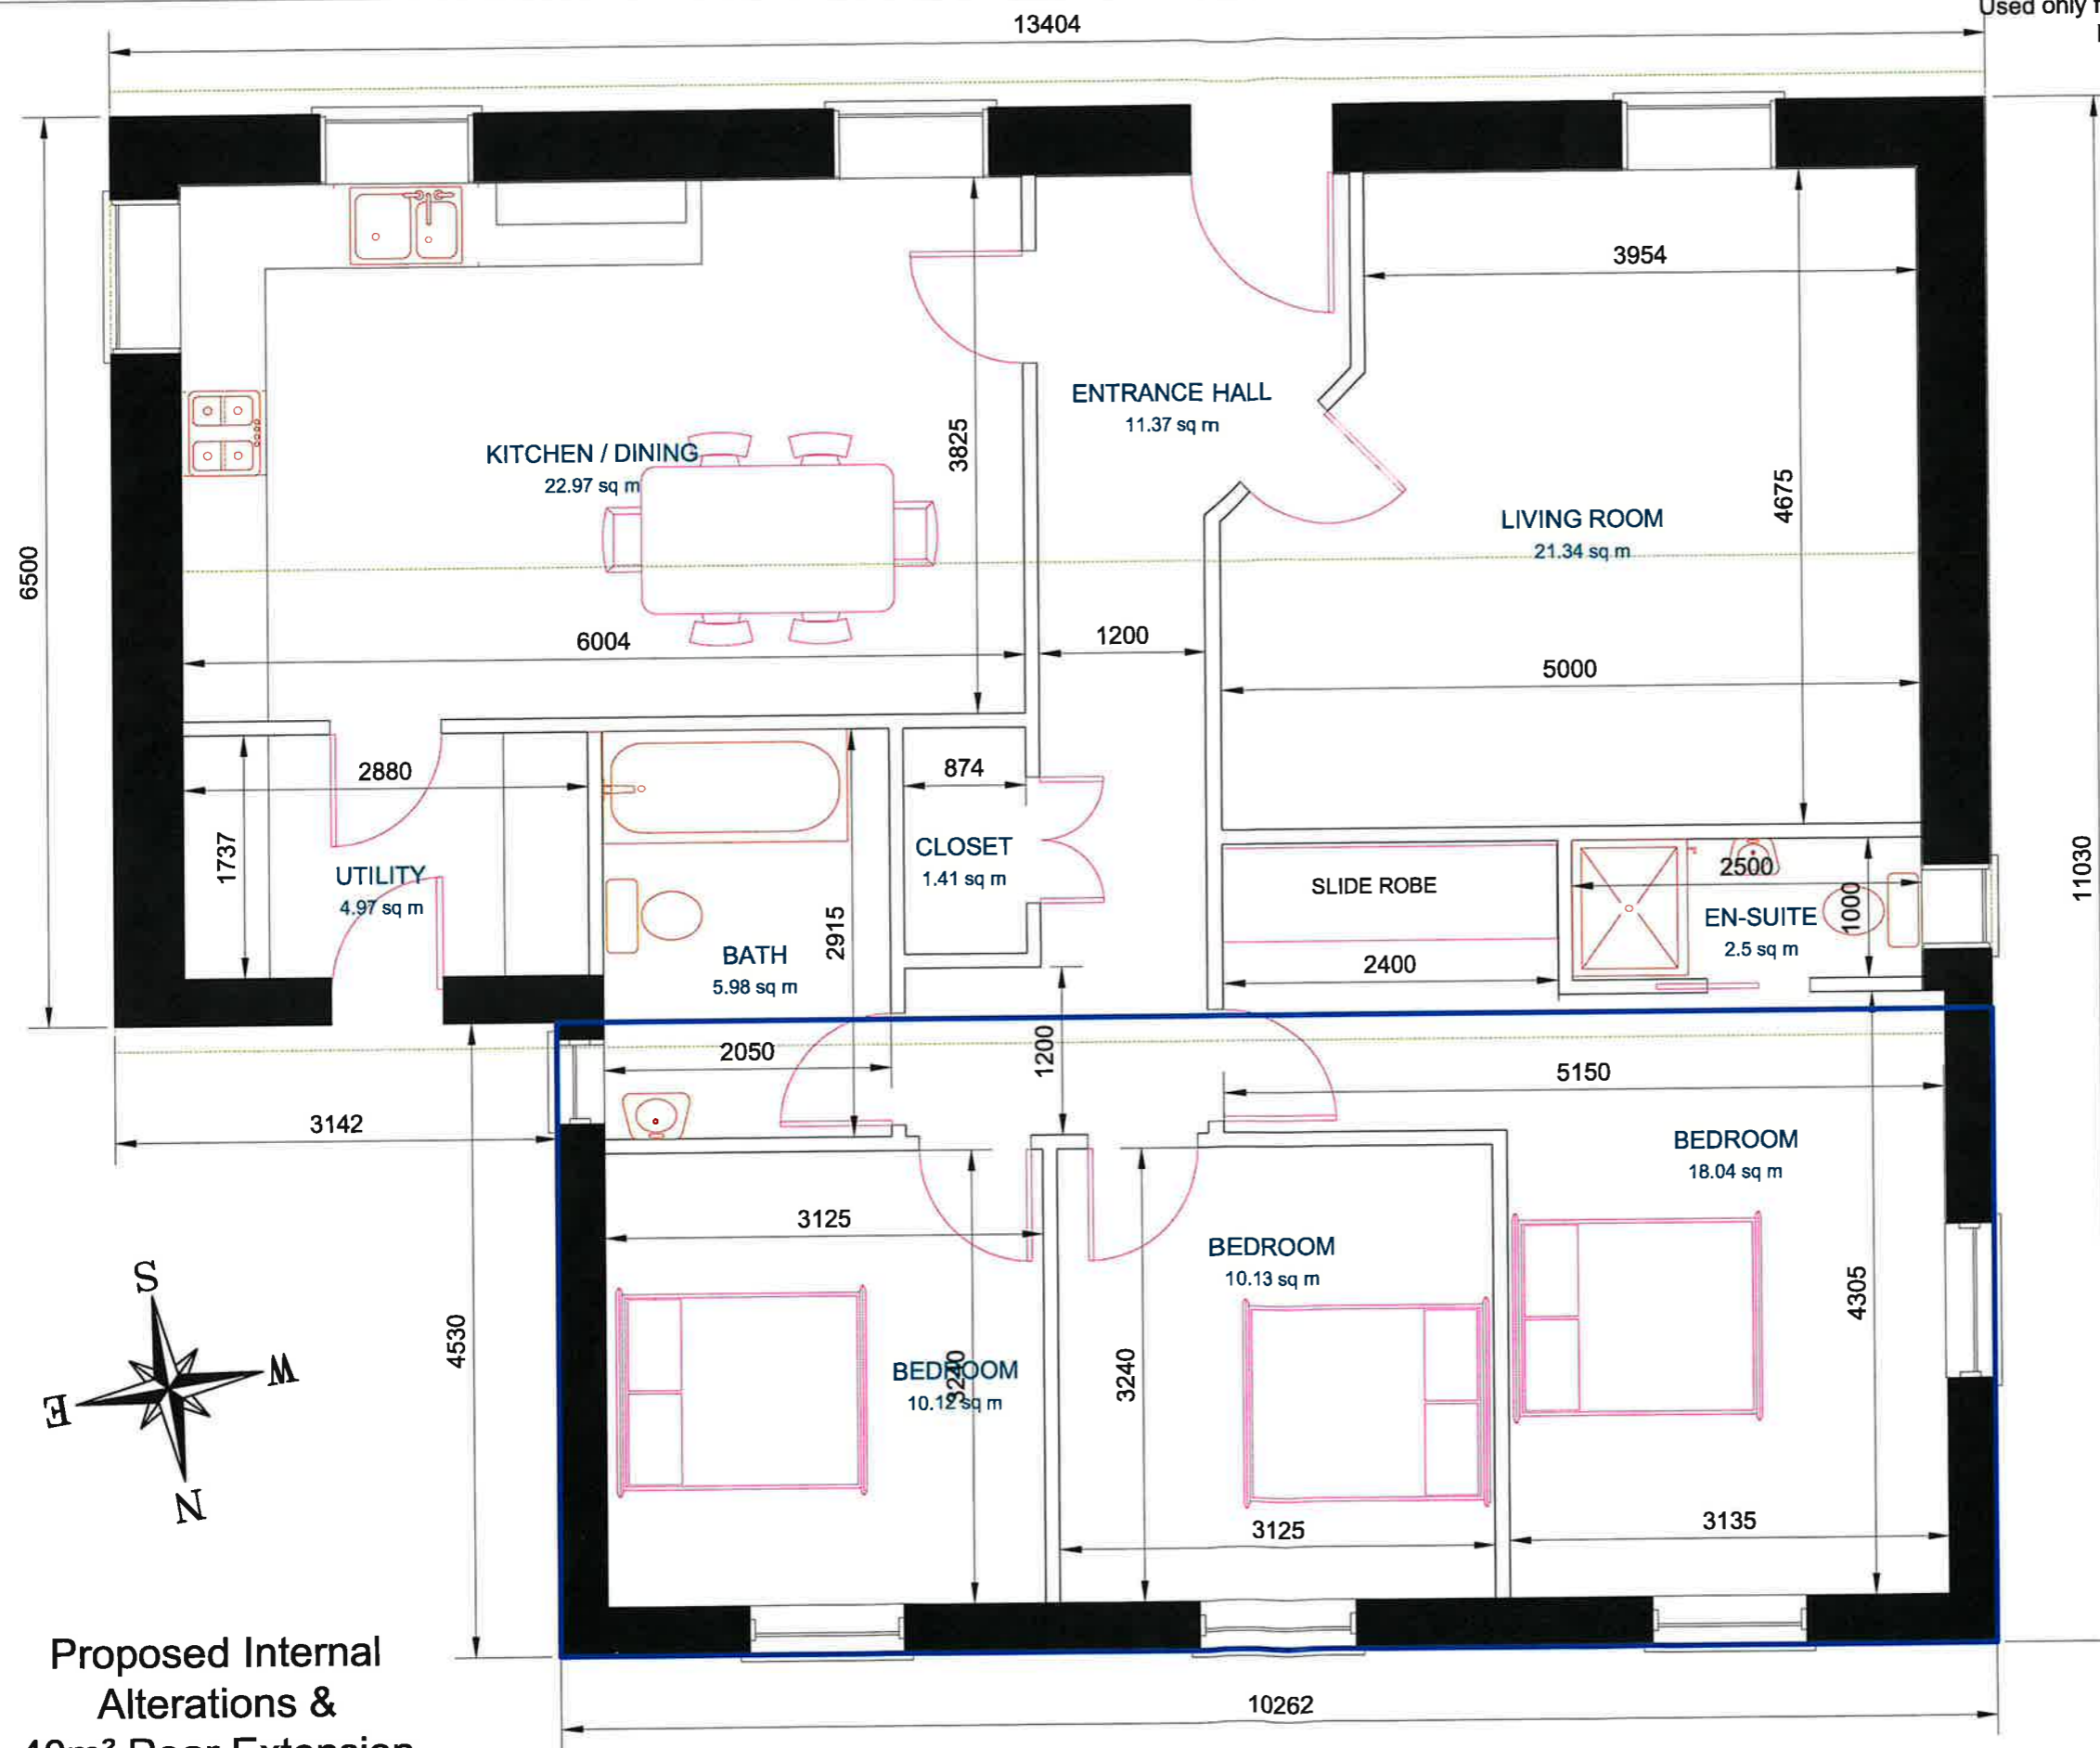 Used only f
13404
3954
ENTRANCE HALL
11.37 sq m
KITCHEN / DINING
22.97 sq m
3825
4675
LIVING ROOM
21.34 sq m
6500
6004
1200
5000
2880
874
1737
UTILITY
4.97 sq m
CLOSET
1.41 sq m
SLIDE ROBE
2500
1000
EN-SUITE
2.5 sq m
11030
BATH
5.98 sq m
2915
2400
2050
1200
5150
3142
BEDROOM
18.04 sq m
3125
BEDROOM
10.13 sq m
4305
S
W
E
N
4530
BEDROOM
10.12 sq m
3240
3240
3125
3135
Proposed Internal
Alterations &
40m² Rear Extension
10262